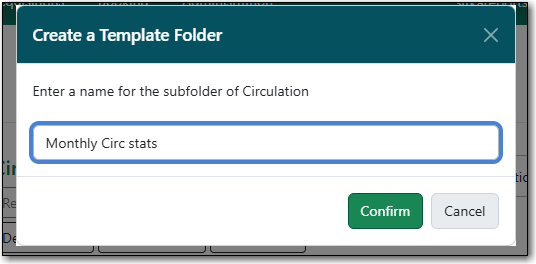 Create a Template Folder
Enter a name for the subfolder of Circulation
Monthly Circ stats
Confirm
Cancel